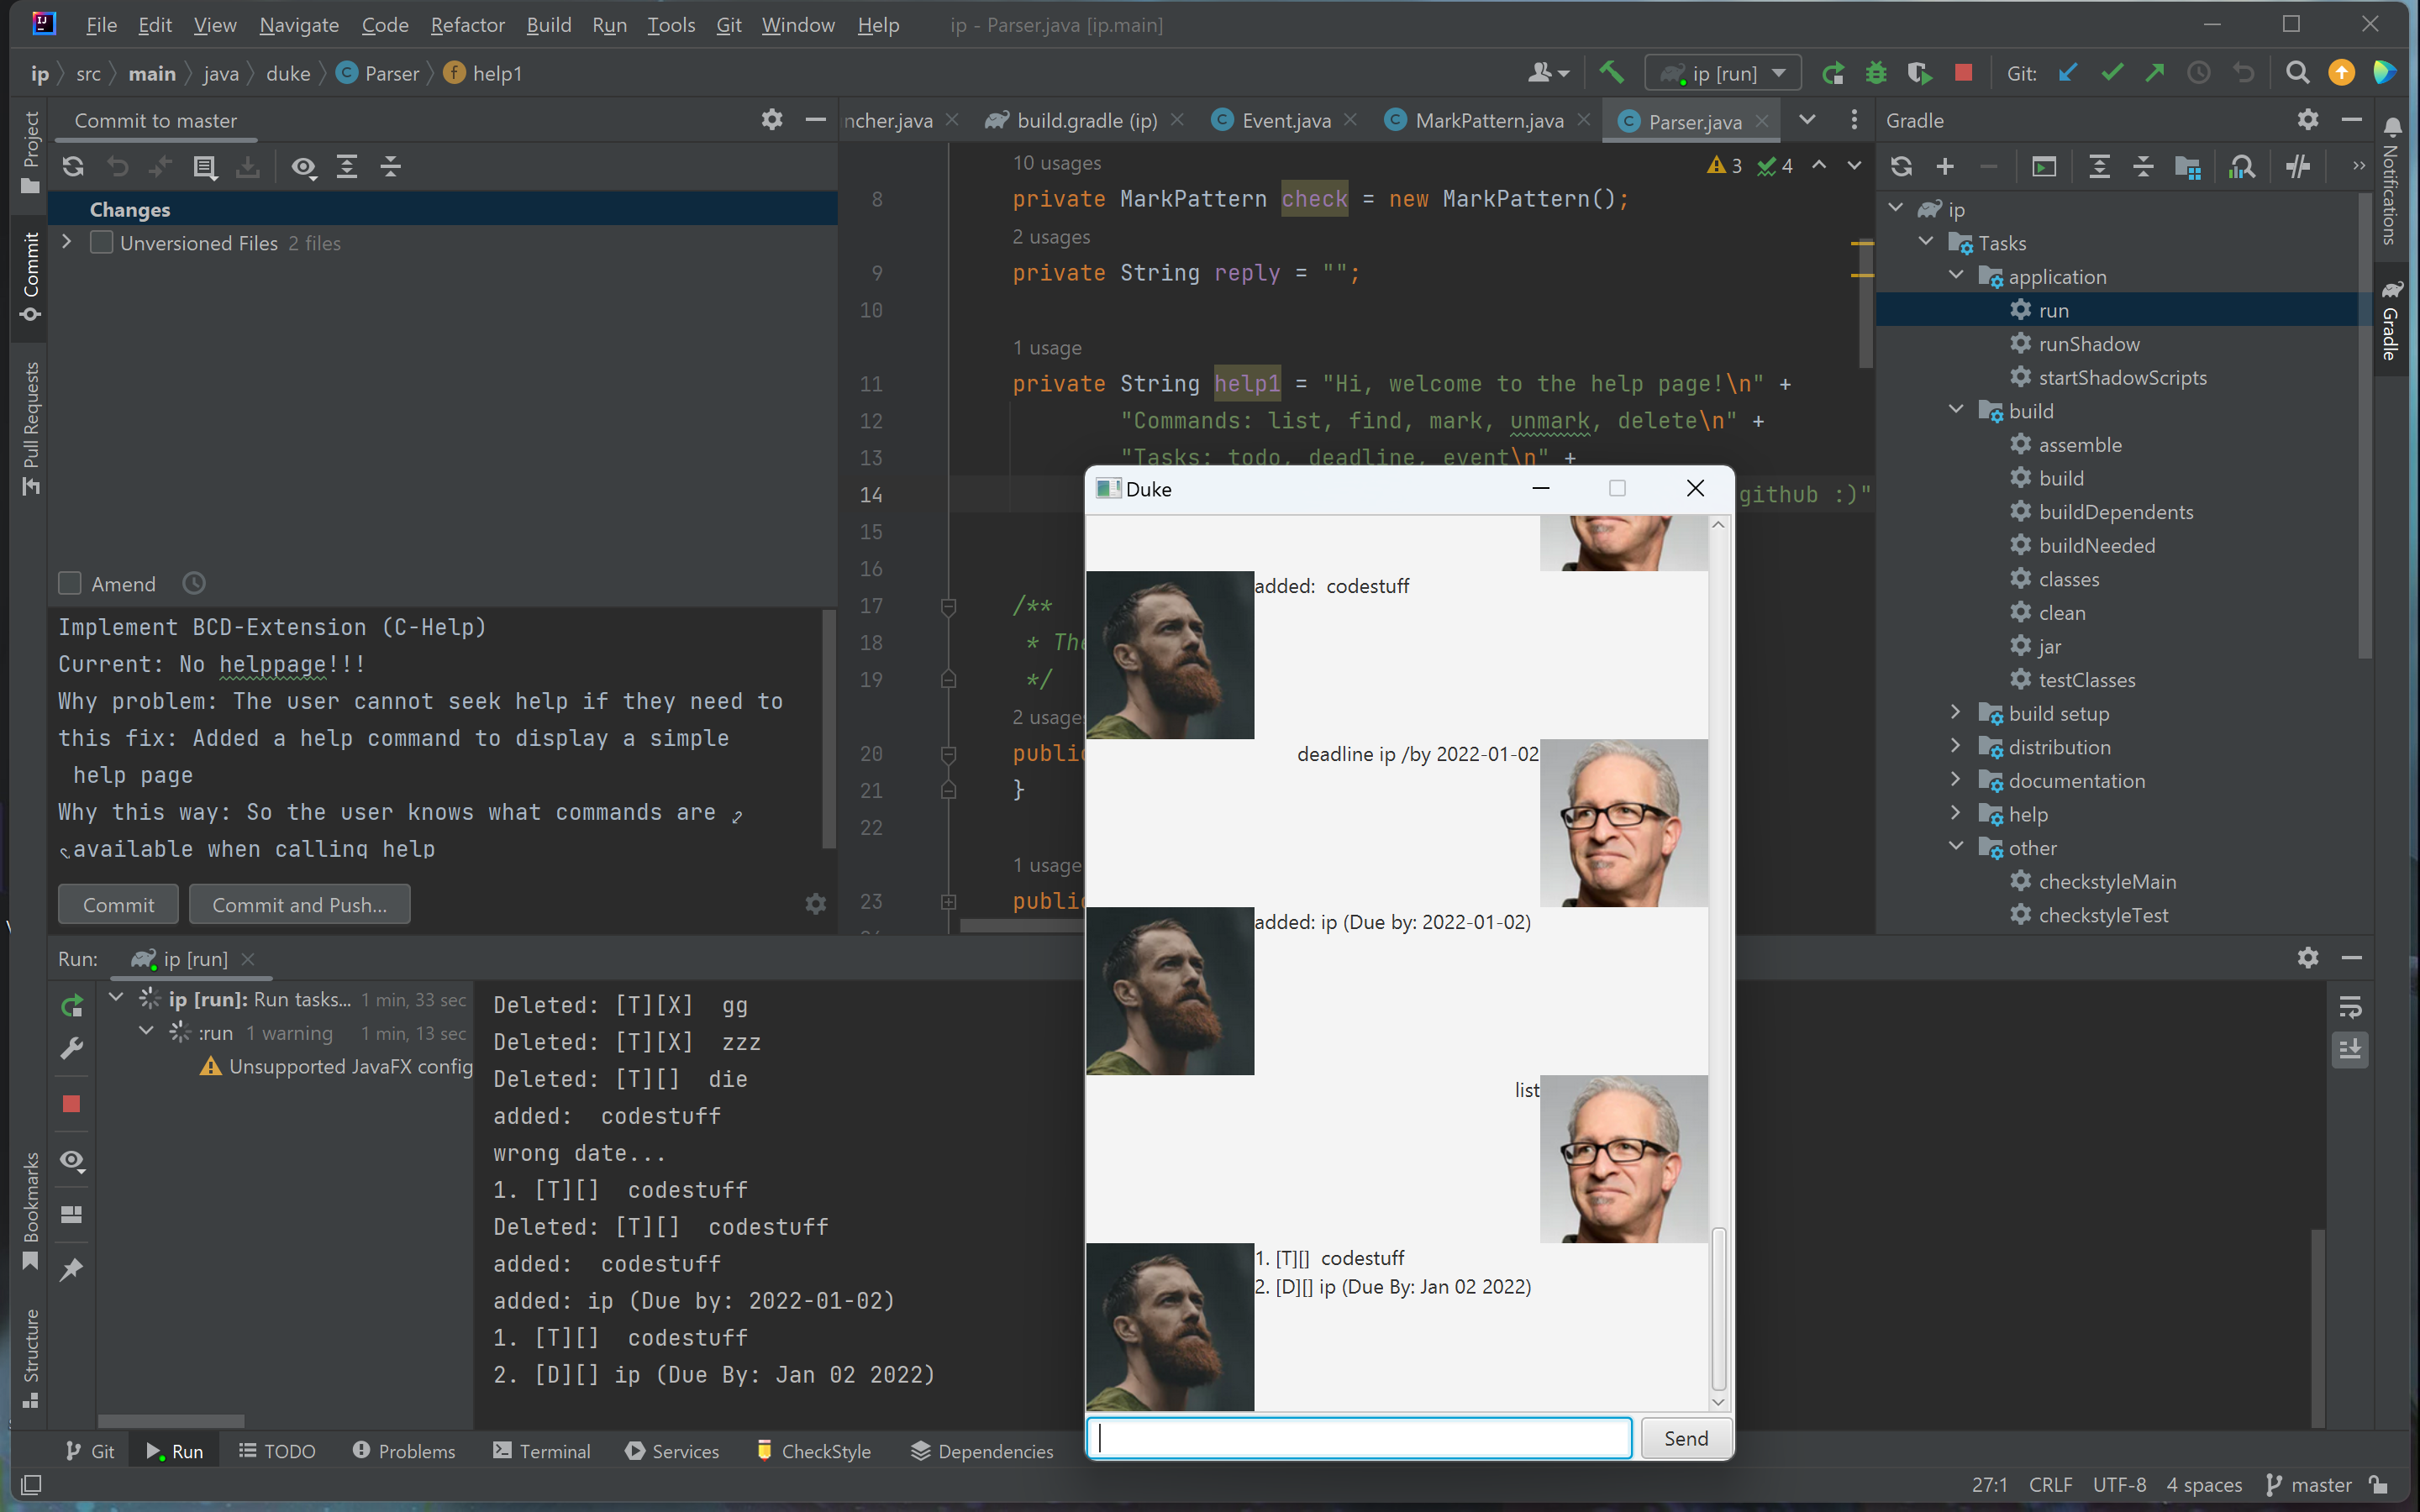 File Edit View Navigate Code Refactor Build Run Tools Git Window Help ip - Parser.java [ip.main]
ip src main java duke Parser help1
ip [run]
Git:
Commit to master
ncher.java build.gradle (ip) Event.java MarkPattern.java Parser.java
Gradle
Project
Commit
Pull Requests
Bookmarks
Structure
Notifications
Gradle
Changes
Unversioned Files 2 files
Amend
Implement BCD-Extension (C-Help)
Current: No helppage!!!
Why problem: The user cannot seek help if they need to
this fix: Added a help command to display a simple
help page
Why this way: So the user knows what commands are
available when calling help
Commit Commit and Push...
3 4
10 usages
8 private MarkPattern check = new MarkPattern();
2 usages
9 private String reply = "";
10
1 usage
11 private String help1 = "Hi, welcome to the help page!\n" +
12 "Commands: list, find, mark, unmark, delete\n" +
13 "Tasks: todo, deadline, event\n" +
14 github :)"
15
16
17 /**
18 * The
19 */
2 usages
20 public
21 }
22
1 usage
23 public
ip
Tasks
application
run
runShadow
startShadowScripts
build
assemble
build
buildDependents
buildNeeded
classes
clean
jar
testClasses
build setup
distribution
documentation
help
other
checkstyleMain
checkstyleTest
Duke
added:  codestuff
deadline ip /by 2022-01-02
added: ip (Due by: 2022-01-02)
list
1. [T][]  codestuff
2. [D][] ip (Due By: Jan 02 2022)
Send
Run: ip [run]
ip [run]: Run tasks... 1 min, 33 sec
:run 1 warning 1 min, 13 sec
Unsupported JavaFX config
Deleted: [T][X]  gg
Deleted: [T][X]  zzz
Deleted: [T][]  die
added:  codestuff
wrong date...
1. [T][]  codestuff
Deleted: [T][]  codestuff
added:  codestuff
added: ip (Due by: 2022-01-02)
1. [T][]  codestuff
2. [D][] ip (Due By: Jan 02 2022)
Git Run TODO Problems Terminal Services CheckStyle Dependencies
27:1 CRLF UTF-8 4 spaces master